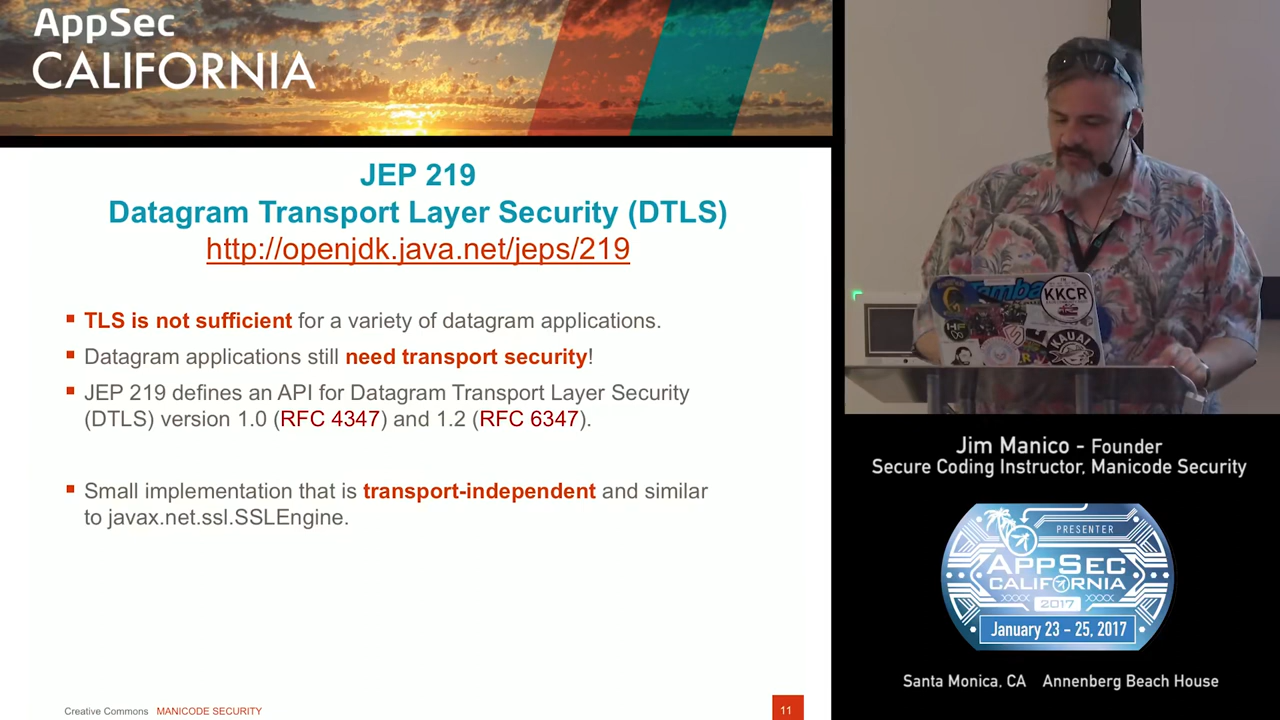 AppSec
CALIFORNIA
JEP 219
Datagram Transport Layer Security (DTLS)
http://openjdk.java.net/jeps/219
TLS is not sufficient for a variety of datagram applications.
Datagram applications still need transport security!
JEP 219 defines an API for Datagram Transport Layer Security
(DTLS) version 1.0 (RFC 4347) and 1.2 (RFC 6347).
Small implementation that is transport-independent and similar
to javax.net.ssl.SSLEngine.
Creative Commons MANICODE SECURITY
11
KKCR
HF
KAUAI
Jim Manico - Founder
Secure Coding Instructor, Manicode Security
PRESENTER
APPSEC
CALIFORNIA
2017
January 23 - 25, 2017
Santa Monica, CA Annenberg Beach House